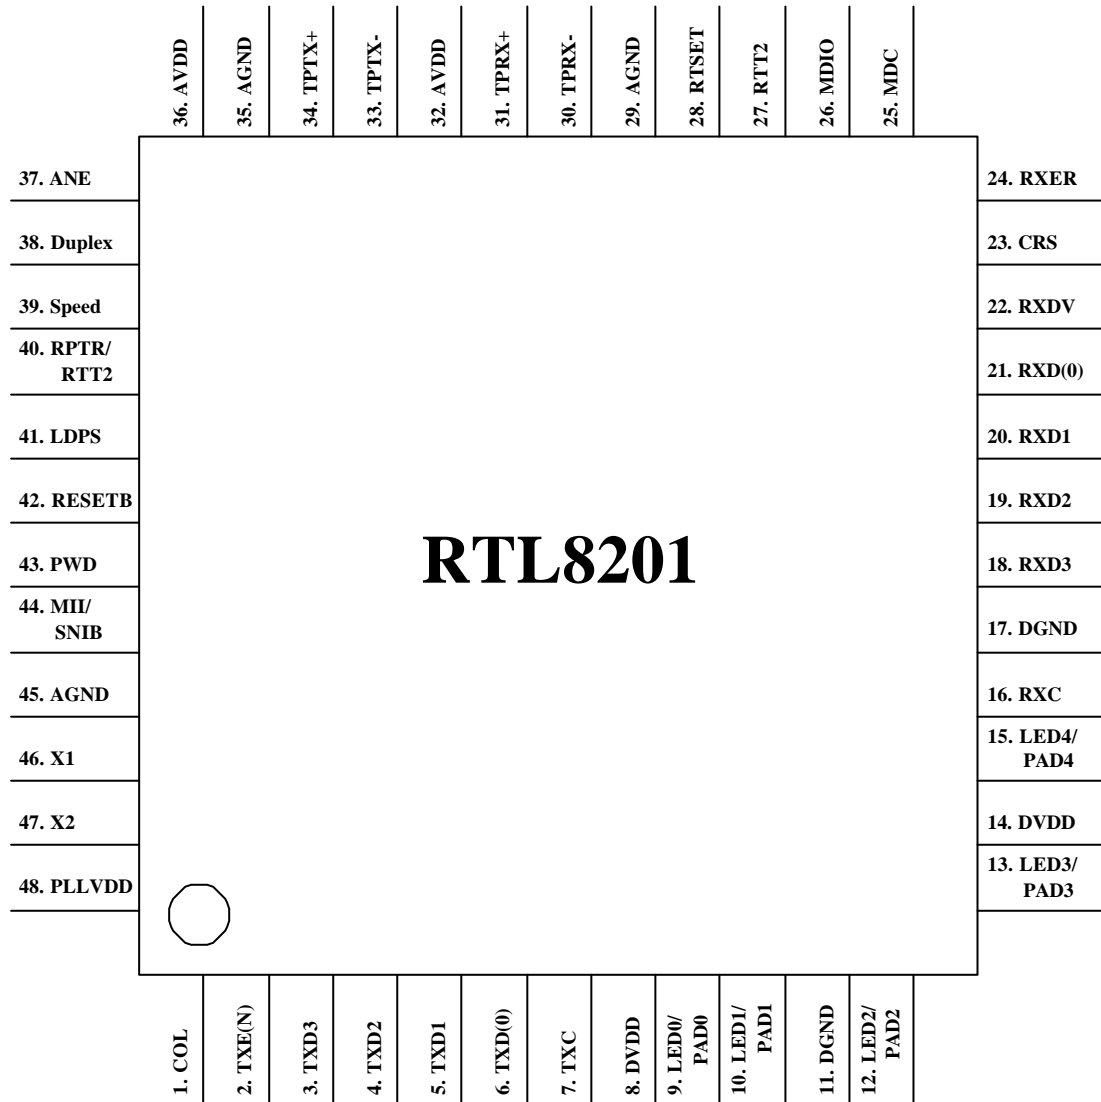 36. AVDD
35. AGND
34. TPTX+
33. TPTX-
32. AVDD
31. TPRX+
30. TPRX-
29. AGND
28. RTSET
27. RTT2
26. MDIO
25. MDC
37. ANE
38. Duplex
39. Speed
40. RPTR/
RTT2
41. LDPS
42. RESETB
43. PWD
44. MII/
SNIB
45. AGND
46. X1
47. X2
48. PLLVDD
RTL8201
24. RXER
23. CRS
22. RXDV
21. RXD(0)
20. RXD1
19. RXD2
18. RXD3
17. DGND
16. RXC
15. LED4/
PAD4
14. DVDD
13. LED3/
PAD3
1. COL
2. TXE(N)
3. TXD3
4. TXD2
5. TXD1
6. TXD(0)
7. TXC
8. DVDD
9. LED0/
PAD0
10. LED1/
PAD1
11. DGND
12. LED2/
PAD2